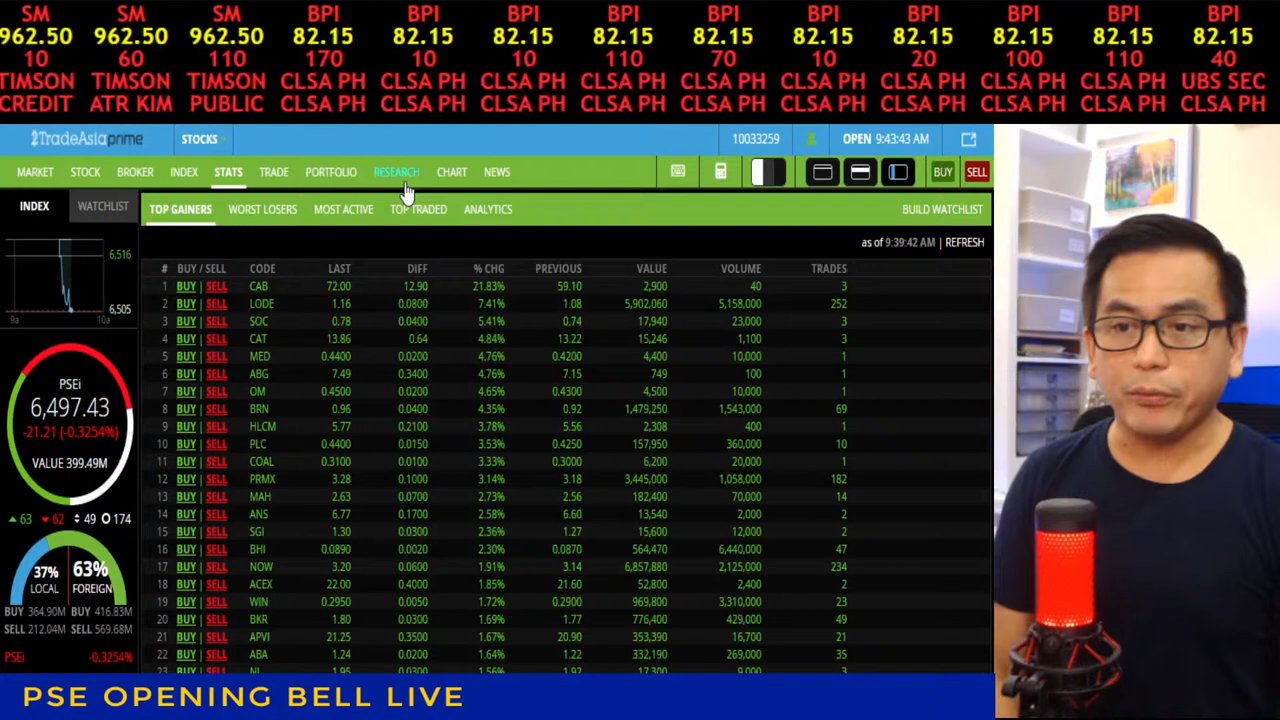 SM SM SM BPI BPI BPI BPI BPI BPI BPI BPI BPI BPI
962.50 962.50 962.50 82.15 82.15 82.15 82.15 82.15 82.15 82.15 82.15 82.15 82.15
10 60 110 170 10 10 110 70 10 20 100 110 40
TIMSON TIMSON TIMSON CLSA PH CLSA PH CLSA PH CLSA PH CLSA PH CLSA PH CLSA PH CLSA PH CLSA PH UBS SEC
CREDIT ATR KIM PUBLIC CLSA PH CLSA PH CLSA PH CLSA PH CLSA PH CLSA PH CLSA PH CLSA PH CLSA PH CLSA PH
2TradeAsia prime STOCKS 10033259 OPEN 9:43:43 AM
MARKET STOCK BROKER INDEX STATS TRADE PORTFOLIO RESEARCH CHART NEWS BUY SELL
INDEX WATCHLIST
TOP GAINERS WORST LOSERS MOST ACTIVE TOP TRADED ANALYTICS BUILD WATCHLIST
as of 9:39:42 AM | REFRESH
6,516
6,505
9a 10a
PSEi
6,497.43
-21.21 (-0.3254%)
VALUE 399.49M
63 62 49 174
37% LOCAL
63% FOREIGN
BUY 364.90M BUY 416.83M
SELL 212.04M SELL 569.68M
PSEi -0.3254%
# BUY / SELL CODE LAST DIFF % CHG PREVIOUS VALUE VOLUME TRADES
1 BUY | SELL CAB 72.00 12.90 21.83% 59.10 2,900 40 3
2 BUY | SELL LODE 1.16 0.0800 7.41% 1.08 5,902,060 5,158,000 252
3 BUY | SELL SOC 0.78 0.0400 5.41% 0.74 17,940 23,000 3
4 BUY | SELL CAT 13.86 0.64 4.84% 13.22 15,246 1,100 3
5 BUY | SELL MED 0.4400 0.0200 4.76% 0.4200 4,400 10,000 1
6 BUY | SELL ABG 7.49 0.3400 4.76% 7.15 749 100 1
7 BUY | SELL OM 0.4500 0.0200 4.65% 0.4300 4,500 10,000 1
8 BUY | SELL BRN 0.96 0.0400 4.35% 0.92 1,479,250 1,543,000 69
9 BUY | SELL HLCM 5.77 0.2100 3.78% 5.56 2,308 400 1
10 BUY | SELL PLC 0.4400 0.0150 3.53% 0.4250 157,950 360,000 10
11 BUY | SELL COAL 0.3100 0.0100 3.33% 0.3000 6,200 20,000 1
12 BUY | SELL PRMX 3.28 0.1000 3.14% 3.18 3,445,000 1,058,000 182
13 BUY | SELL MAH 2.63 0.0700 2.73% 2.56 182,400 70,000 14
14 BUY | SELL ANS 6.77 0.1700 2.58% 6.60 13,540 2,000 2
15 BUY | SELL SGI 1.30 0.0300 2.36% 1.27 15,600 12,000 2
16 BUY | SELL BHI 0.0890 0.0020 2.30% 0.0870 564,470 6,440,000 47
17 BUY | SELL NOW 3.20 0.0600 1.91% 3.14 6,857,880 2,125,000 234
18 BUY | SELL ACEX 22.00 0.4000 1.85% 21.60 52,800 2,400 2
19 BUY | SELL WIN 0.2950 0.0050 1.72% 0.2900 969,800 3,310,000 23
20 BUY | SELL BKR 1.80 0.0300 1.69% 1.77 776,400 429,000 49
21 BUY | SELL APVI 21.25 0.3500 1.67% 20.90 353,390 16,700 21
22 BUY | SELL ABA 1.24 0.0200 1.64% 1.22 332,190 269,000 35
23 BUY | SELL NI 1.95 0.0300 1.56% 1.92 17,300 9,000 3
PSE OPENING BELL LIVE